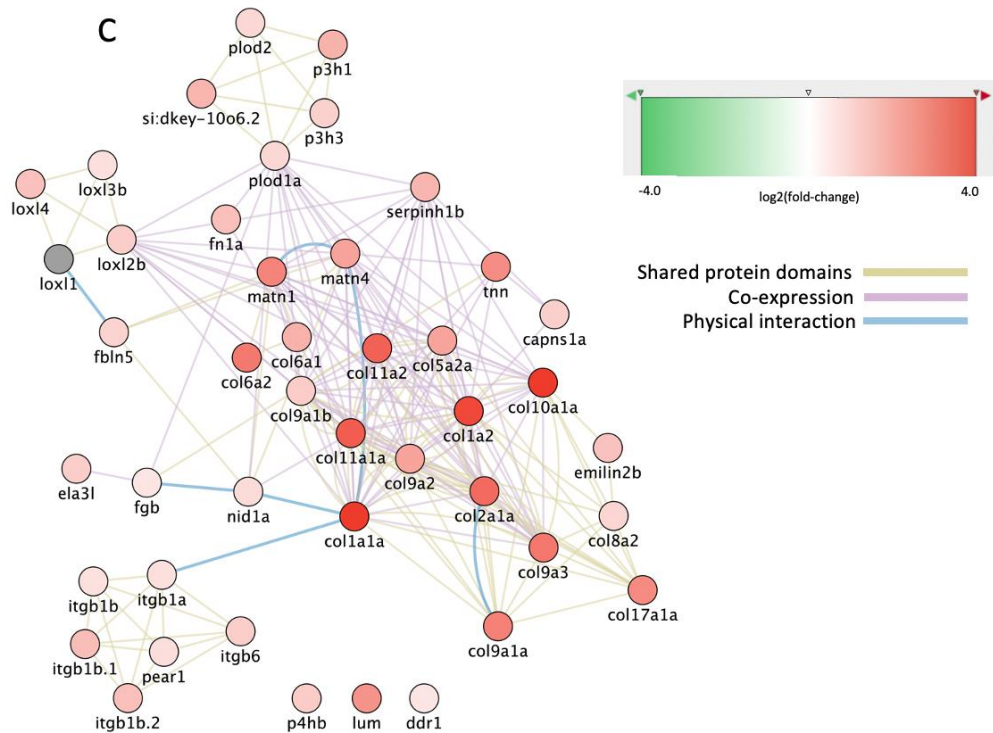 C
plod2
p3h1
si:dkey-10o6.2
p3h3
plod1a
loxl3b
loxl4
serpinh1b
fn1a
loxl2b
loxl1
matn4
matn1
tnn
fbln5
capns1a
col6a1
col11a2
col5a2a
col6a2
col9a1b
col10a1a
col1a2
col11a1a
emilin2b
col9a2
ela3l
fgb
nid1a
col2a1a
col1a1a
col8a2
col9a3
itgb1b
itgb1a
col17a1a
itgb6
col9a1a
itgb1b.1
pear1
itgb1b.2
p4hb
lum
ddr1
-4.0
log2(fold-change)
4.0
Shared protein domains
Co-expression
Physical interaction